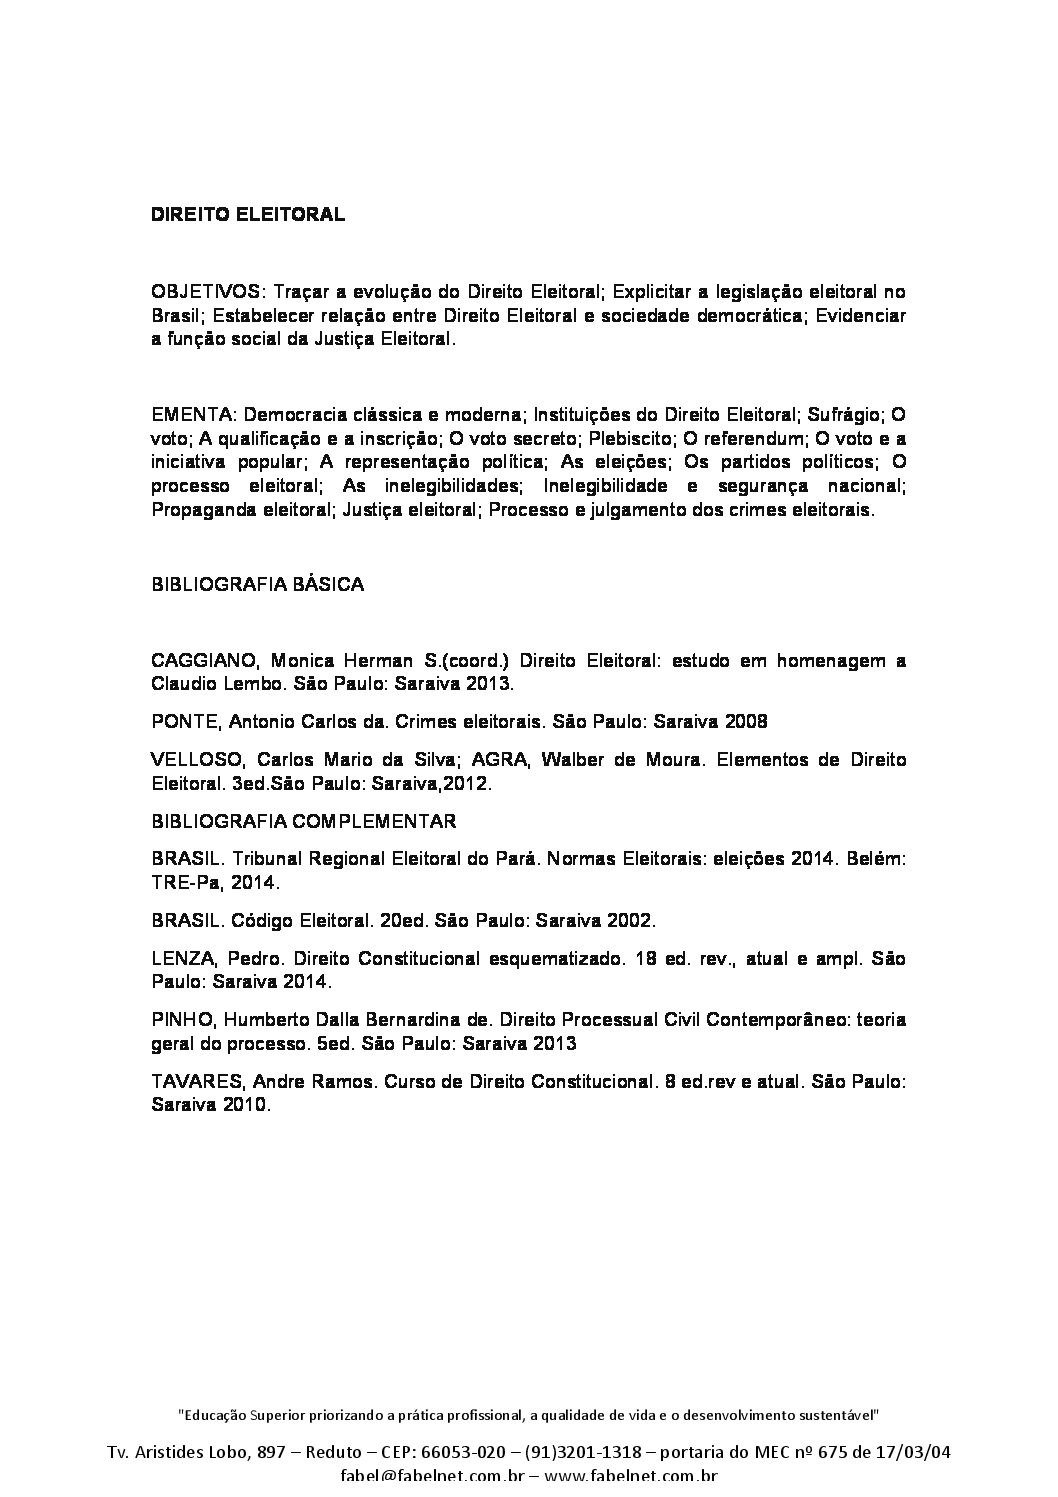 DIREITO ELEITORAL
OBJETIVOS: Traçar a evolução do Direito Eleitoral; Explicitar a legislação eleitoral no
Brasil; Estabelecer relação entre Direito Eleitoral e sociedade democrática; Evidenciar
a função social da Justiça Eleitoral.
EMENTA: Democracia clássica e moderna; Instituições do Direito Eleitoral; Sufrágio; O
voto; A qualificação e a inscrição; O voto secreto; Plebiscito; O referendum; O voto e a
iniciativa popular; A representação política; As eleições; Os partidos políticos; O
processo eleitoral; As inelegibilidades; Inelegibilidade e segurança nacional;
Propaganda eleitoral; Justiça eleitoral; Processo e julgamento dos crimes eleitorais.
BIBLIOGRAFIA BÁSICA
CAGGIANO, Monica Herman S.(coord.) Direito Eleitoral: estudo em homenagem a
Claudio Lembo. São Paulo: Saraiva 2013.
PONTE, Antonio Carlos da. Crimes eleitorais. São Paulo: Saraiva 2008
VELLOSO, Carlos Mario da Silva; AGRA, Walber de Moura. Elementos de Direito
Eleitoral. 3ed.São Paulo: Saraiva,2012.
BIBLIOGRAFIA COMPLEMENTAR
BRASIL. Tribunal Regional Eleitoral do Pará. Normas Eleitorais: eleições 2014. Belém:
TRE-Pa, 2014.
BRASIL. Código Eleitoral. 20ed. São Paulo: Saraiva 2002.
LENZA, Pedro. Direito Constitucional esquematizado. 18 ed. rev., atual e ampl. São
Paulo: Saraiva 2014.
PINHO, Humberto Dalla Bernardina de. Direito Processual Civil Contemporâneo: teoria
geral do processo. 5ed. São Paulo: Saraiva 2013
TAVARES, Andre Ramos. Curso de Direito Constitucional. 8 ed.rev e atual. São Paulo:
Saraiva 2010.
"Educação Superior priorizando a prática profissional, a qualidade de vida e o desenvolvimento sustentável"
Tv. Aristides Lobo, 897 – Reduto – CEP: 66053-020 – (91)3201-1318 – portaria do MEC nº 675 de 17/03/04
fabel@fabelnet.com.br – www.fabelnet.com.br